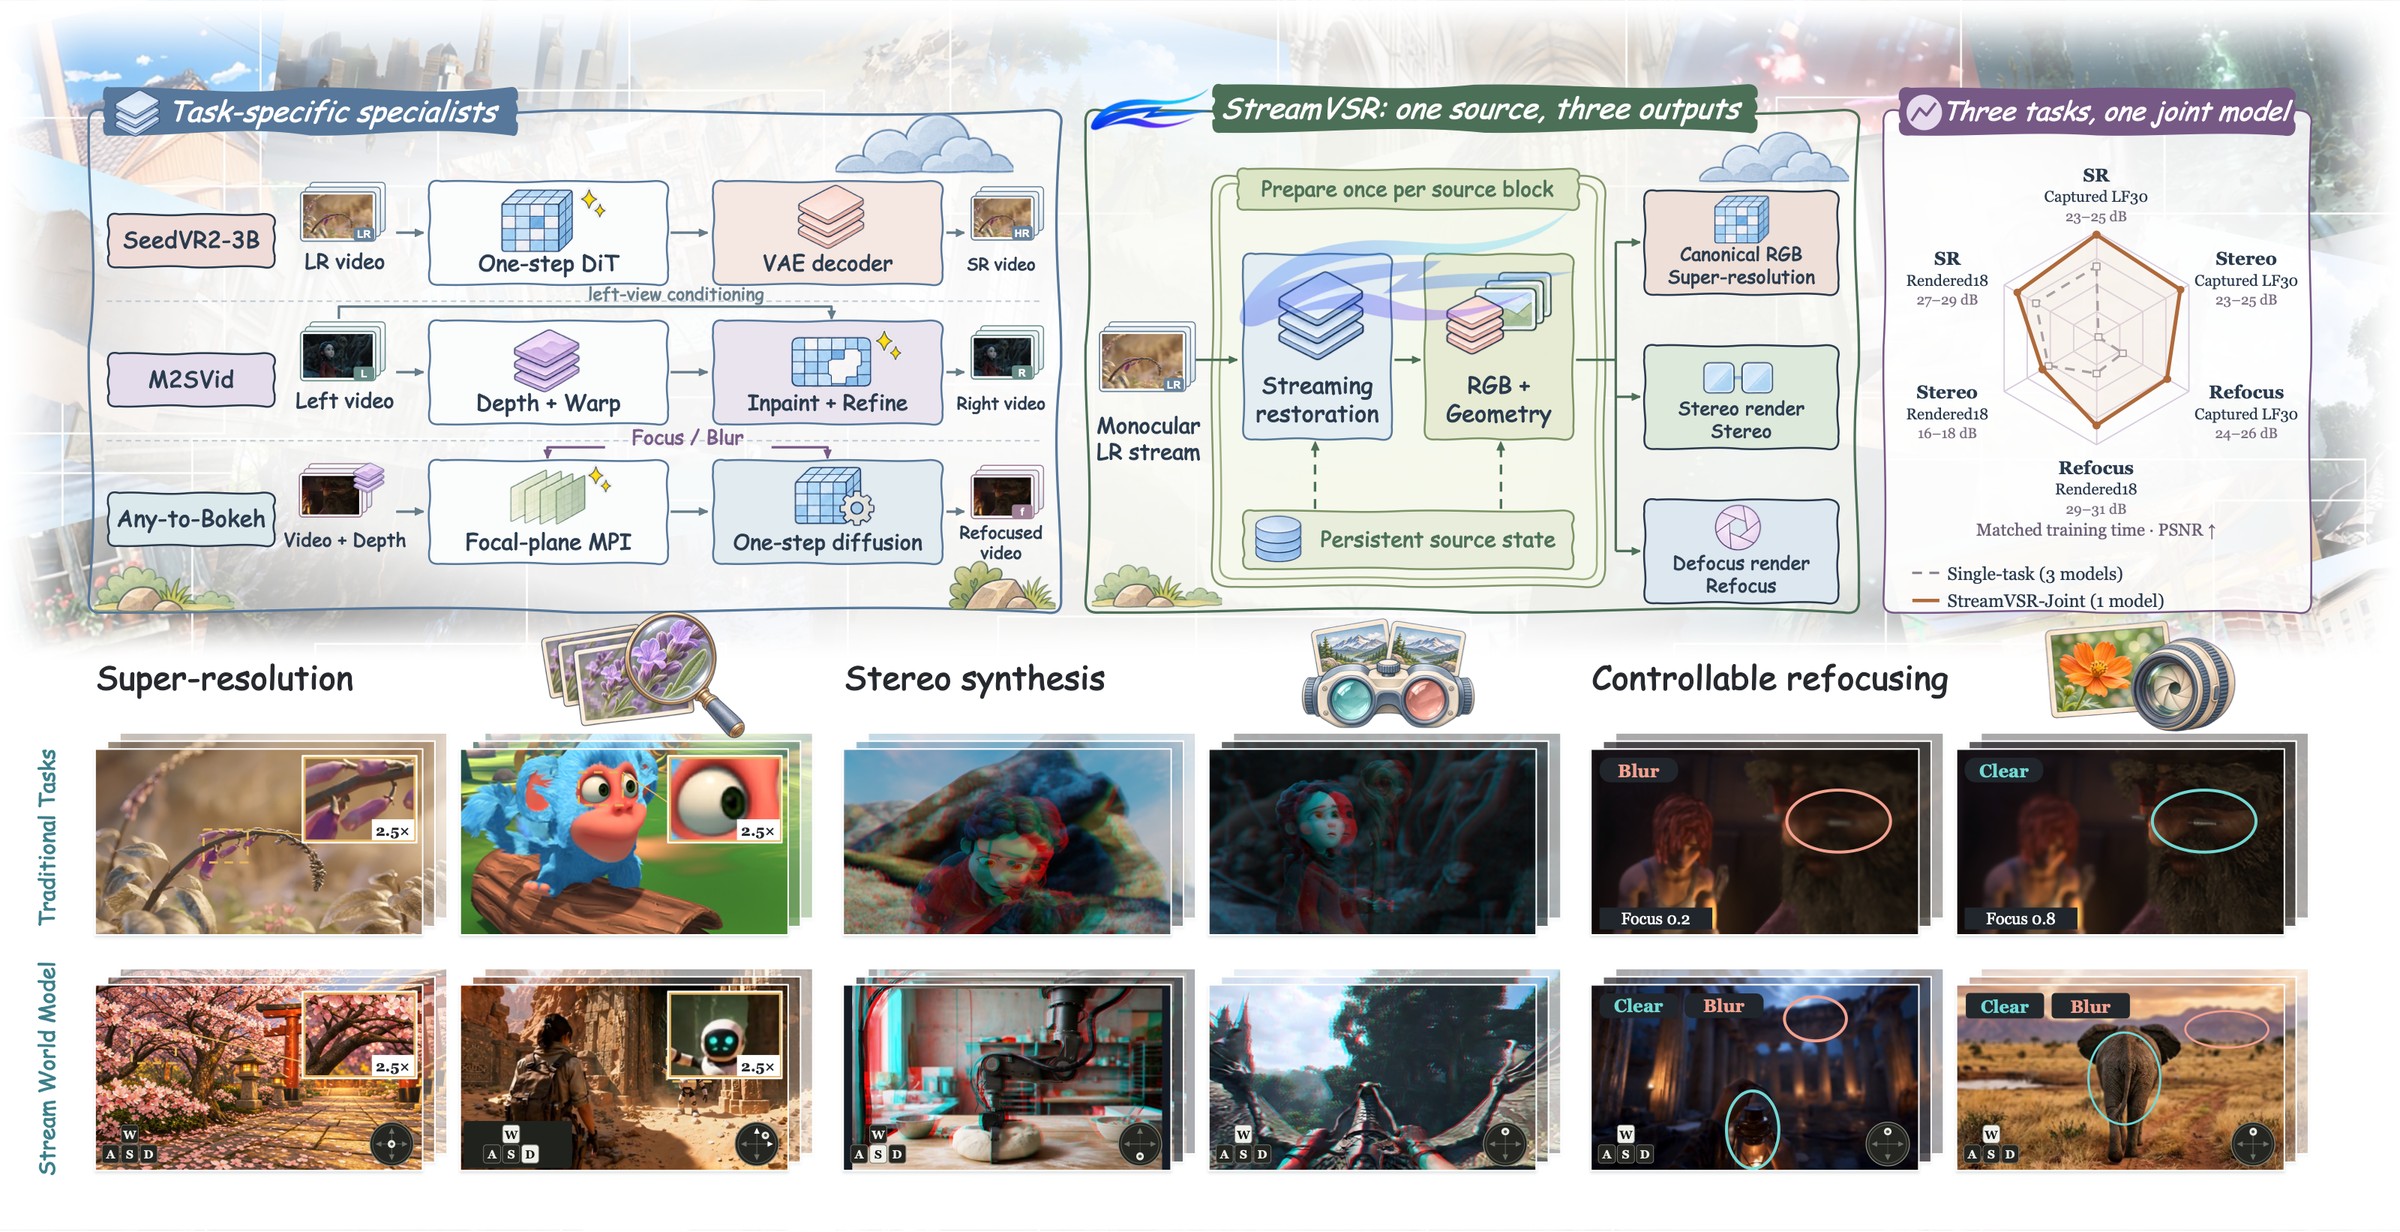 Task-specific specialists
SeedVR2-3B
LR
LR video
One-step DiT
VAE decoder
HR
SR video
left-view conditioning
M2SVid
L
Left video
Depth + Warp
Inpaint + Refine
R
Right video
Focus / Blur
Any-to-Bokeh
Video + Depth
Focal-plane MPI
One-step diffusion
f
Refocused
video
StreamVSR: one source, three outputs
Prepare once per source block
LR
Monocular
LR stream
Streaming
restoration
RGB +
Geometry
Persistent source state
Canonical RGB
Super-resolution
Stereo render
Stereo
Defocus render
Refocus
Three tasks, one joint model
SR
Captured LF30
23–25 dB
Stereo
Captured LF30
23–25 dB
Refocus
Captured LF30
24–26 dB
Refocus
Rendered18
29–31 dB
Stereo
Rendered18
16–18 dB
SR
Rendered18
27–29 dB
Matched training time · PSNR ↑
Single-task (3 models)
StreamVSR-Joint (1 model)
Super-resolution
Stereo synthesis
Controllable refocusing
Traditional Tasks
2.5×
2.5×
Blur
Focus 0.2
Clear
Focus 0.8
Stream World Model
2.5×
W
A S D
2.5×
W
A S D
W
A S D
W
A S D
Clear Blur
W
A S D
Clear Blur
W
A S D